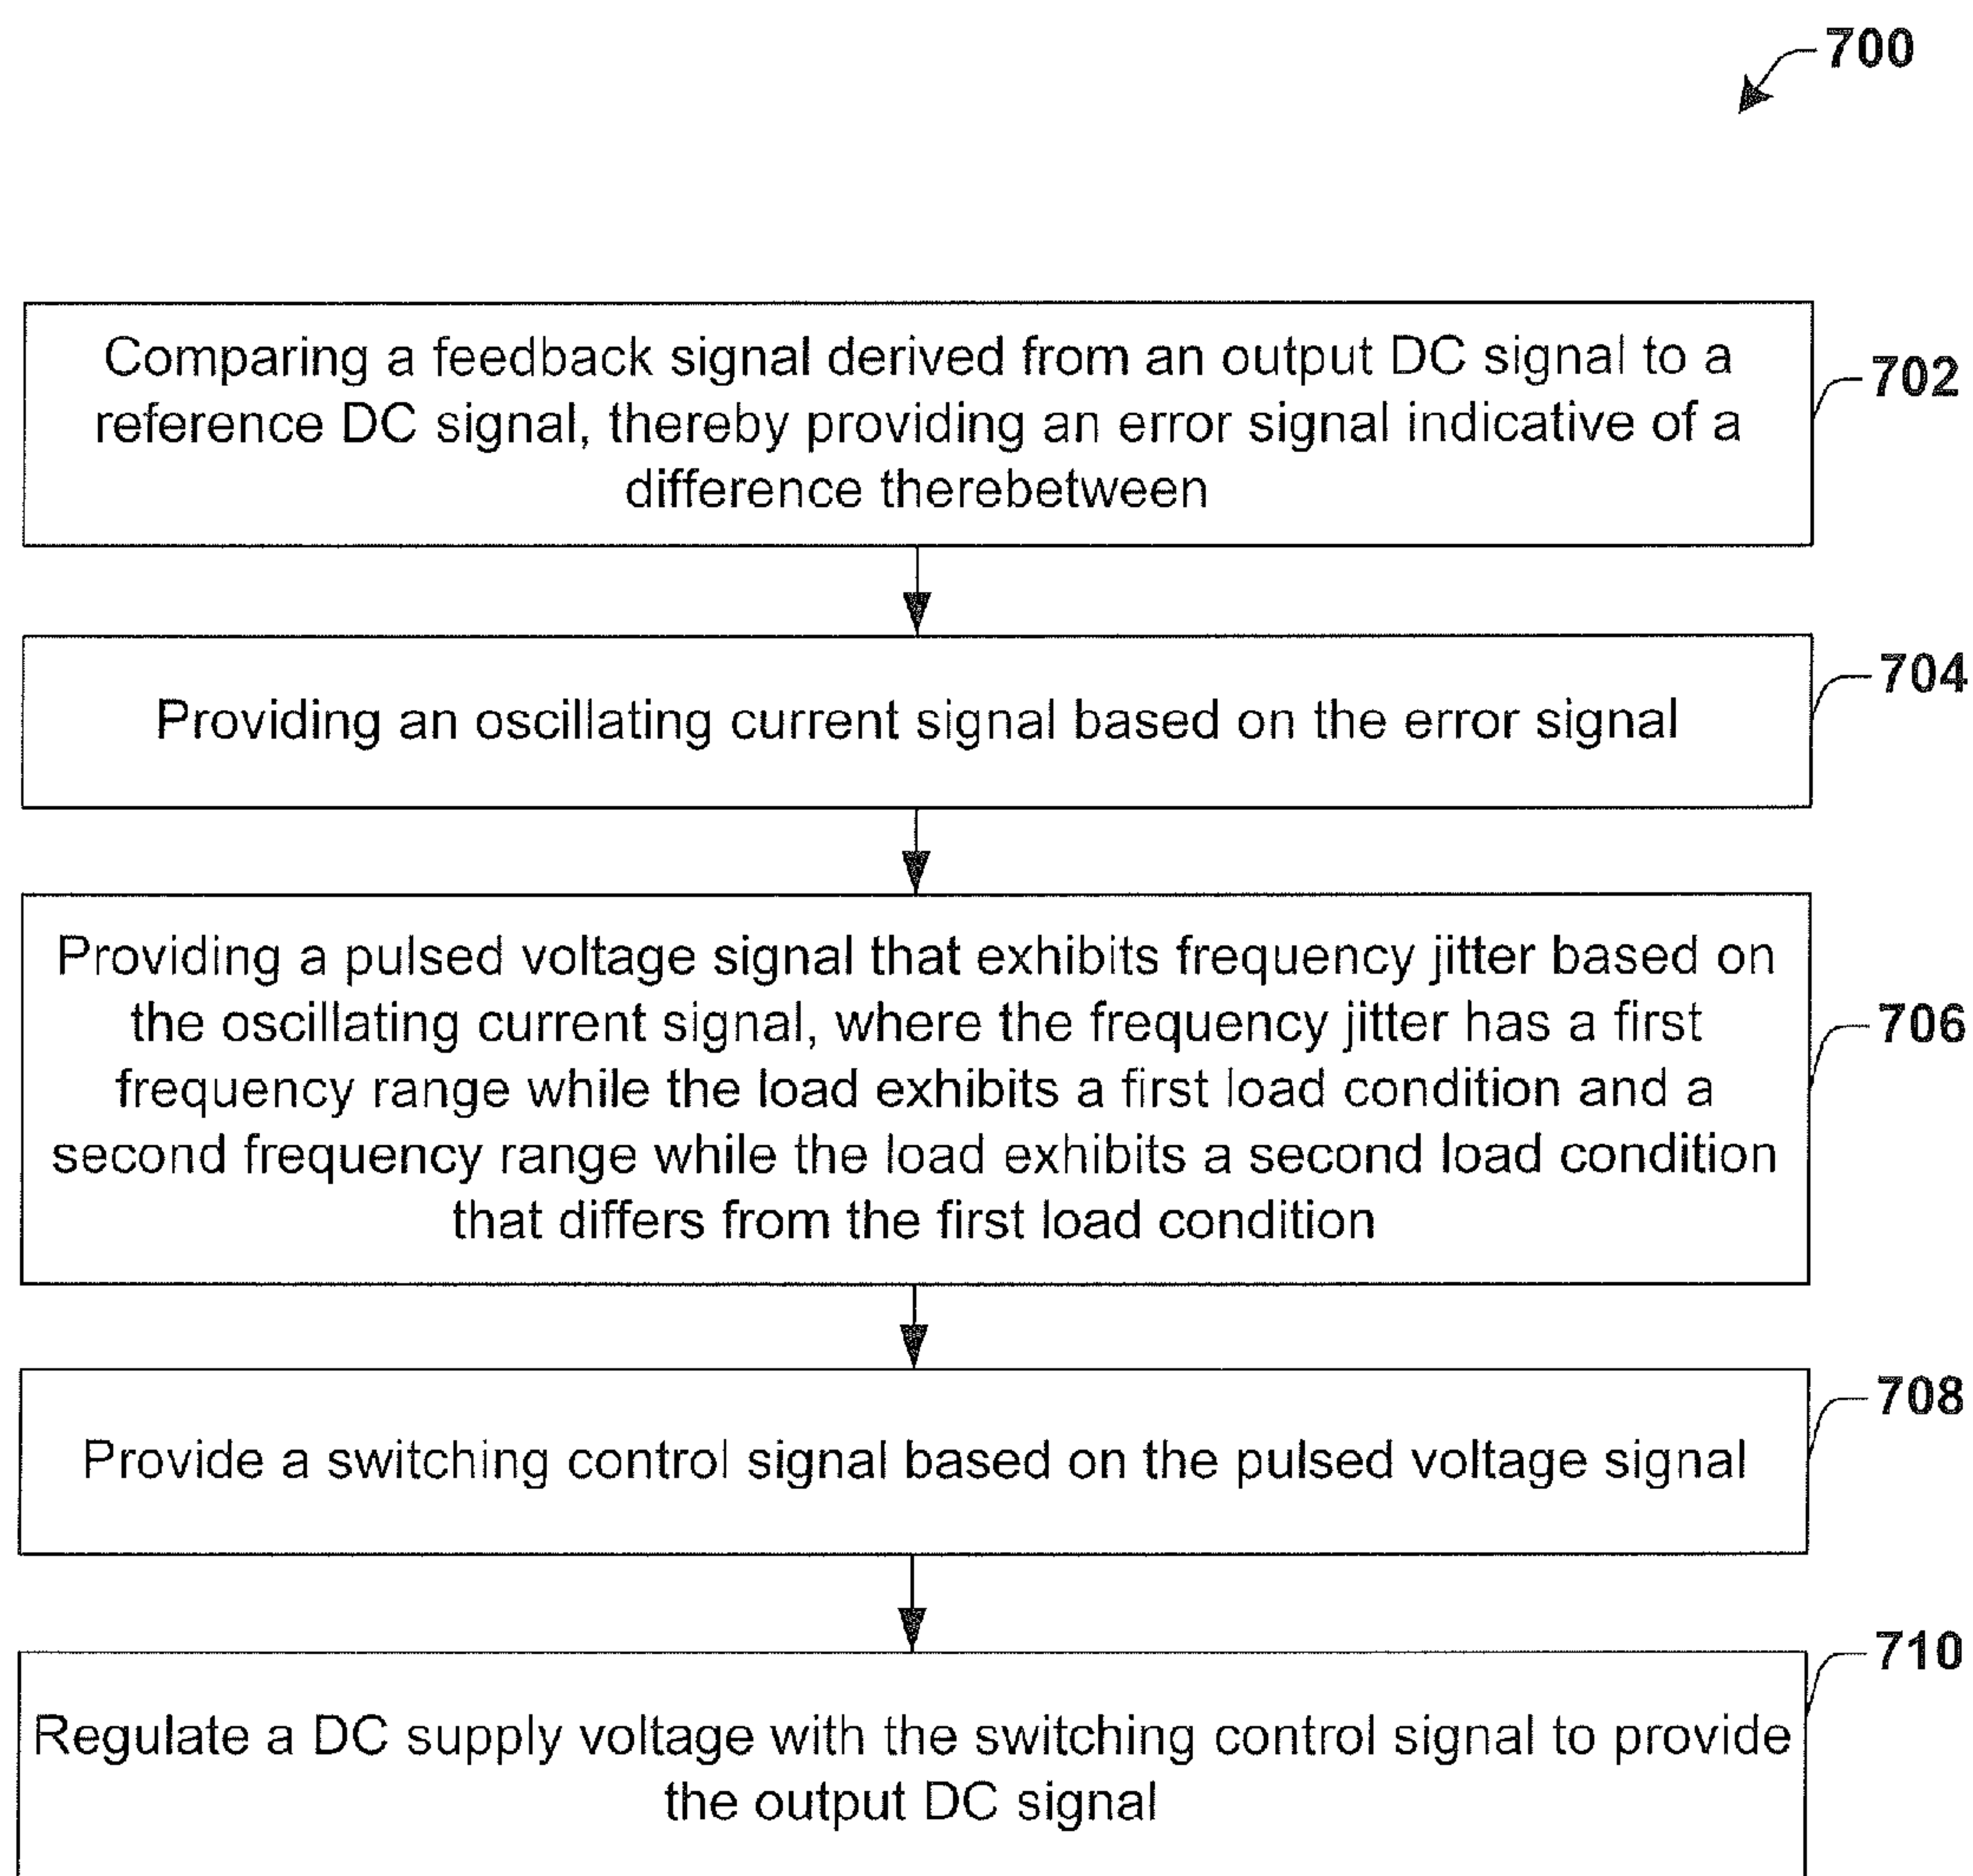 700
Comparing a feedback signal derived from an output DC signal to a
reference DC signal, thereby providing an error signal indicative of a
difference therebetween
702
Providing an oscillating current signal based on the error signal
704
Providing a pulsed voltage signal that exhibits frequency jitter based on
the oscillating current signal, where the frequency jitter has a first
frequency range while the load exhibits a first load condition and a
second frequency range while the load exhibits a second load condition
that differs from the first load condition
706
Provide a switching control signal based on the pulsed voltage signal
708
Regulate a DC supply voltage with the switching control signal to provide
the output DC signal
710